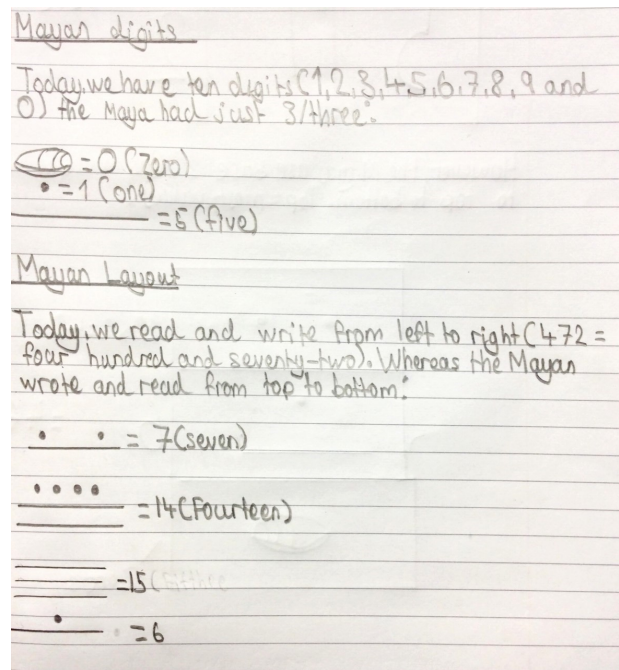 Mayan digits
Today, we have ten digits (1,2,3,4,5,6,7,8,9 and
0) the Maya had just 3/three:
= 0 (Zero)
• = 1 (one)
= 5 (five)
Mayan Layout
Today, we read and write from left to right (472 =
four hundred and seventy-two). Whereas the Mayan
wrote and read from top to bottom:
= 7 (seven)
= 14 (Fourteen)
= 15
= 6